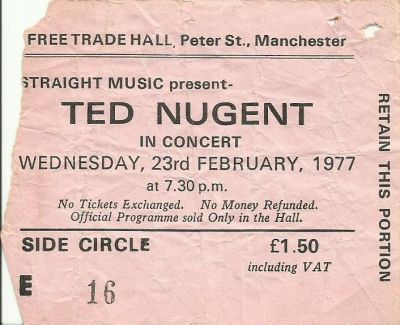 FREE TRADE HALL, Peter St., Manchester
STRAIGHT MUSIC present-
TED NUGENT
IN CONCERT
WEDNESDAY, 23rd FEBRUARY, 1977
at 7.30 p.m.
No Tickets Exchanged. No Money Refunded.
Official Programme sold Only in the Hall.
SIDE CIRCLE £1.50
including VAT
E 16
RETAIN THIS PORTION